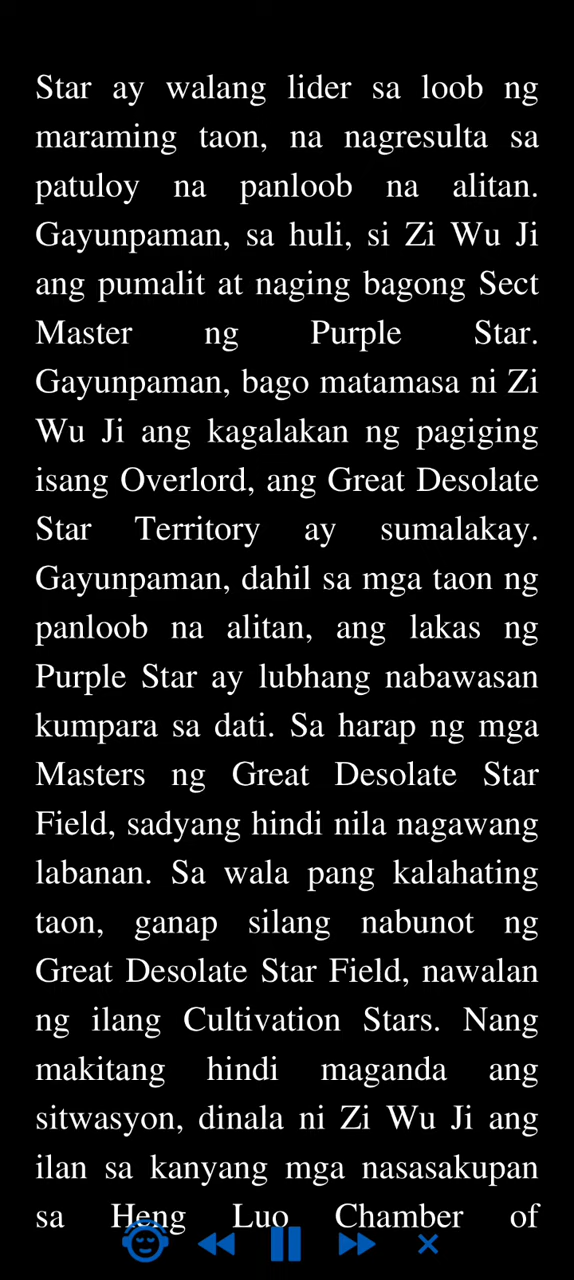 Star ay walang lider sa loob ng
maraming taon, na nagresulta sa
patuloy na panloob na alitan.
Gayunpaman, sa huli, si Zi Wu Ji
ang pumalit at naging bagong Sect
Master ng Purple Star.
Gayunpaman, bago matamasa ni Zi
Wu Ji ang kagalakan ng pagiging
isang Overlord, ang Great Desolate
Star Territory ay sumalakay.
Gayunpaman, dahil sa mga taon ng
panloob na alitan, ang lakas ng
Purple Star ay lubhang nabawasan
kumpara sa dati. Sa harap ng mga
Masters ng Great Desolate Star
Field, sadyang hindi nila nagawang
labanan. Sa wala pang kalahating
taon, ganap silang nabunot ng
Great Desolate Star Field, nawalan
ng ilang Cultivation Stars. Nang
makitang hindi maganda ang
sitwasyon, dinala ni Zi Wu Ji ang
ilan sa kanyang mga nasasakupan
sa Heng Luo Chamber of